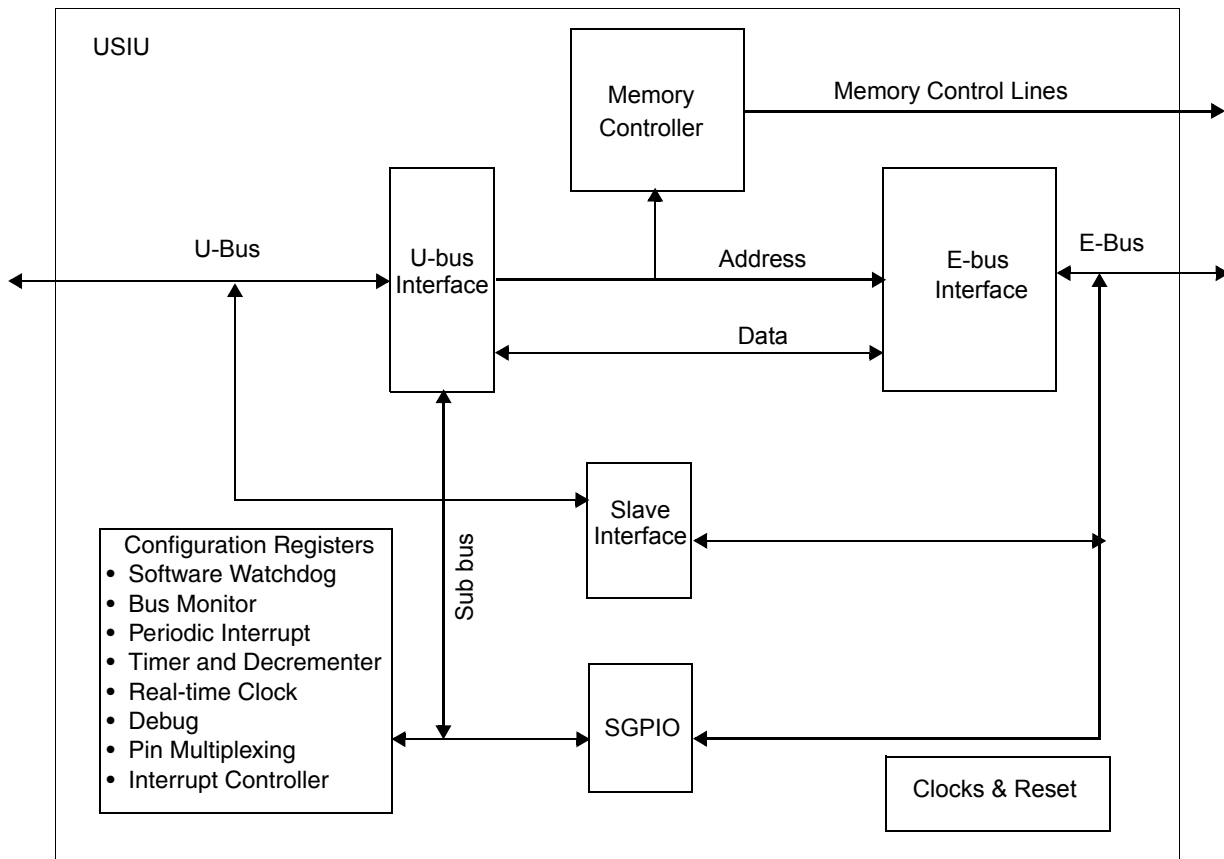 USIU
Memory
Controller
Memory Control Lines
U-Bus
U-bus
Interface
Address
E-bus
Interface
E-Bus
Data
Slave
Interface
Sub bus
Configuration Registers
• Software Watchdog
• Bus Monitor
• Periodic Interrupt
• Timer and Decrementer
• Real-time Clock
• Debug
• Pin Multiplexing
• Interrupt Controller
SGPIO
Clocks & Reset